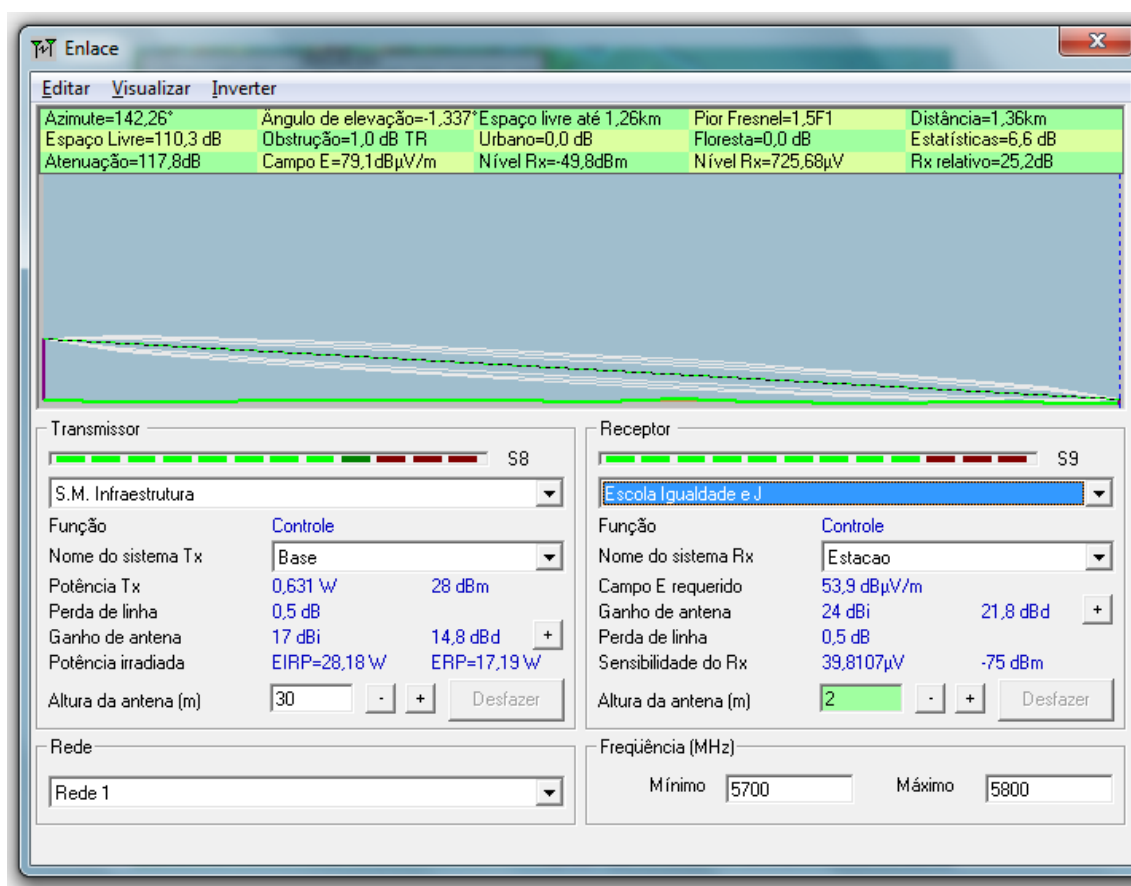 Enlace
Editar Visualizar Inverter
Azimute=142,26° Ângulo de elevação=-1,337° Espaço livre até 1,26km Pior Fresnel=1,5F1 Distância=1,36km
Espaço Livre=110,3 dB Obstrução=1,0 dB TR Urbano=0,0 dB Floresta=0,0 dB Estatísticas=6,6 dB
Atenuação=117,8dB Campo E=79,1dBµV/m Nível Rx=-49,8dBm Nível Rx=725,68µV Rx relativo=25,2dB
Transmissor
S8
S.M. Infraestrutura
Função Controle
Nome do sistema Tx Base
Potência Tx 0,631 W 28 dBm
Perda de linha 0,5 dB
Ganho de antena 17 dBi 14,8 dBd +
Potência irradiada EIRP=28,18 W ERP=17,19 W
Altura da antena (m) 30 - + Desfazer
Rede
Rede 1
Receptor
S9
Escola Igualdade e J
Função Controle
Nome do sistema Rx Estacao
Campo E requerido 53,9 dBµV/m
Ganho de antena 24 dBi 21,8 dBd +
Perda de linha 0,5 dB
Sensibilidade do Rx 39,8107µV -75 dBm
Altura da antena (m) 2 - + Desfazer
Freqüência (MHz)
Mínimo 5700 Máximo 5800